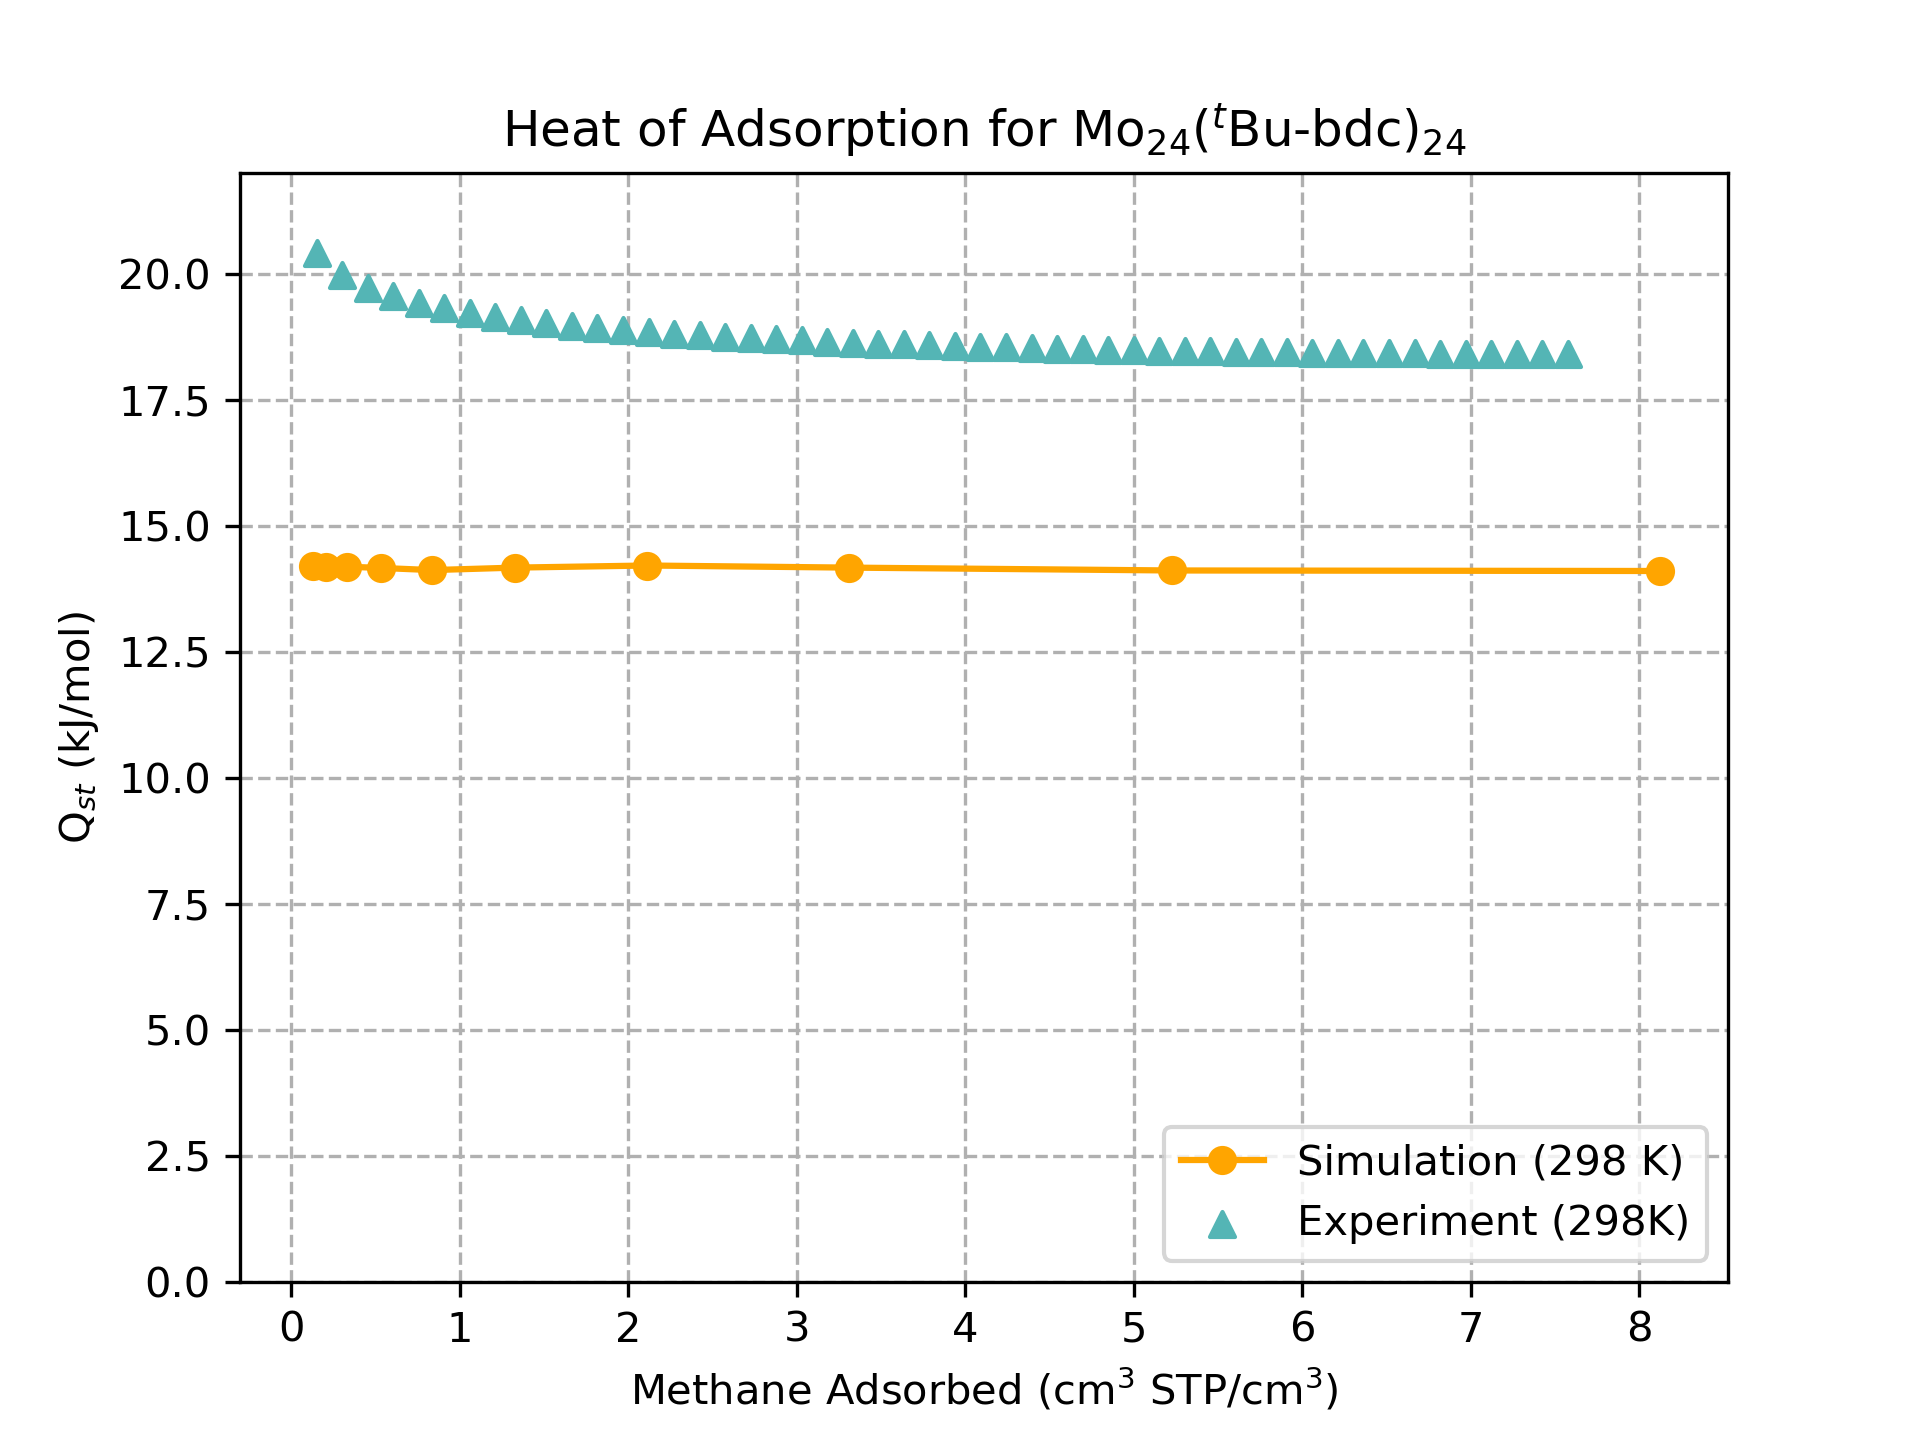 Heat of Adsorption for Mo₂₄(ᵗBu-bdc)₂₄
20.0
17.5
15.0
12.5
10.0
7.5
5.0
2.5
0.0
Q_st (kJ/mol)
Simulation (298 K)
Experiment (298K)
0 1 2 3 4 5 6 7 8
Methane Adsorbed (cm³ STP/cm³)